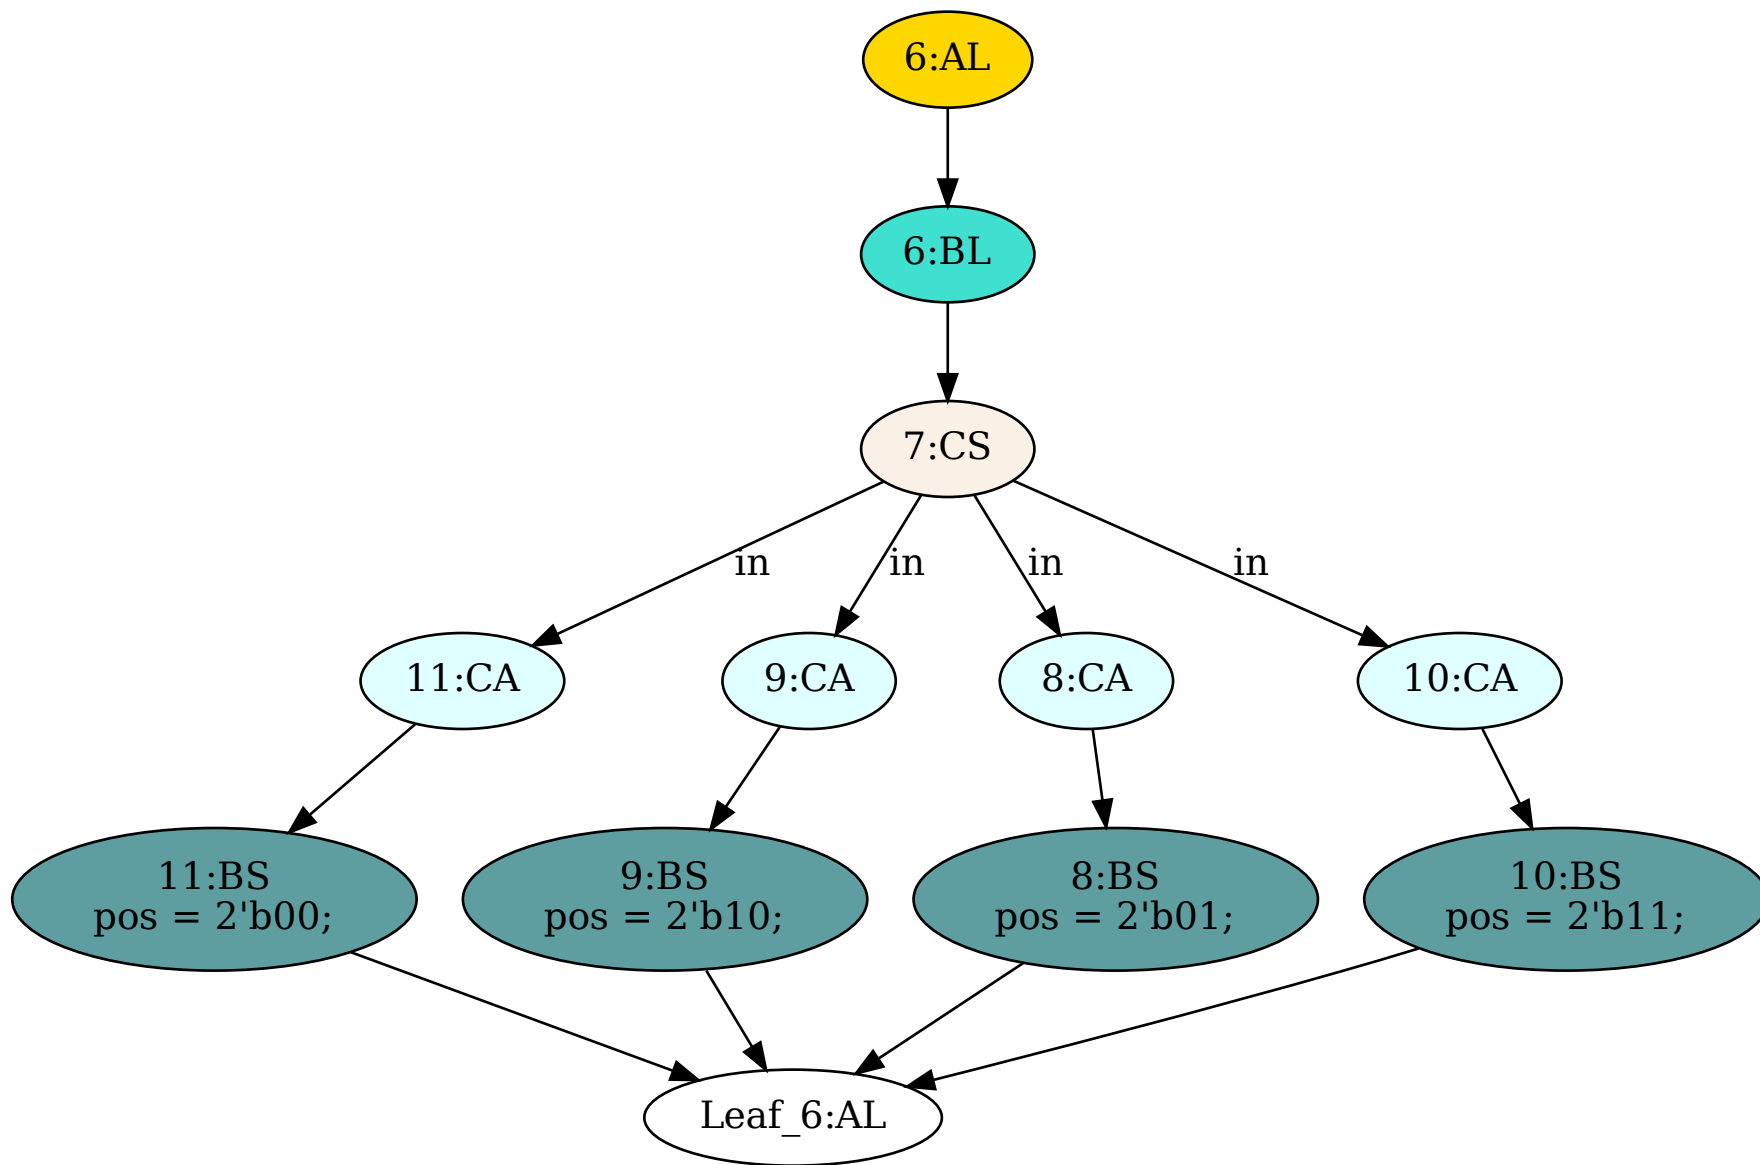 6:AL
6:BL
7:CS
in
in
in
in
11:CA
9:CA
8:CA
10:CA
11:BS
pos = 2'b00;
9:BS
pos = 2'b10;
8:BS
pos = 2'b01;
10:BS
pos = 2'b11;
Leaf_6:AL